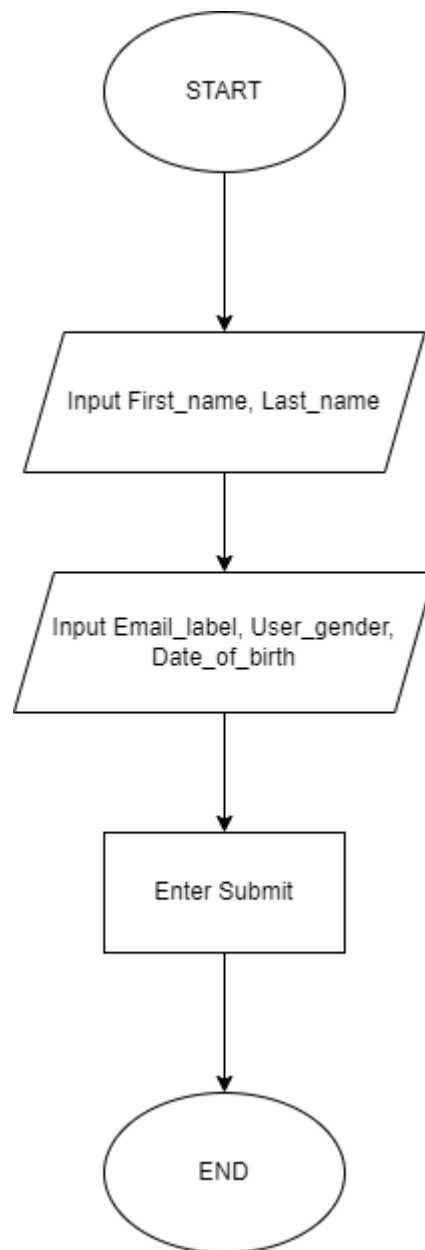 START
Input First_name, Last_name
Input Email_label, User_gender,
Date_of_birth
Enter Submit
END